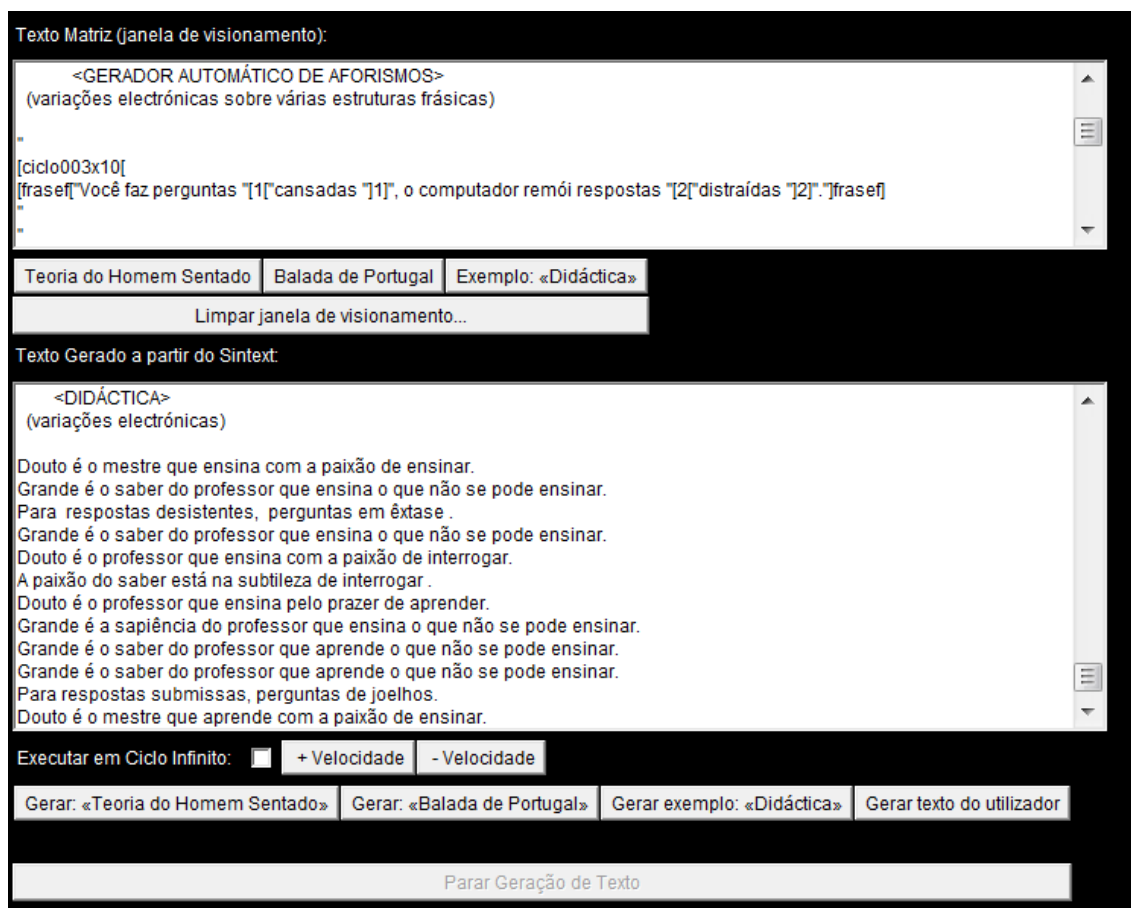 Texto Matriz (janela de visionamento):
<GERADOR AUTOMÁTICO DE AFORISMOS>
(variações electrónicas sobre várias estruturas frásicas)
"
[ciclo003x10[
[frasef["Você faz perguntas "[1["cansadas "]1]", o computador remói respostas "[2["distraídas "]2]"."]frasef]
"
"
Teoria do Homem Sentado Balada de Portugal Exemplo: «Didáctica»
Limpar janela de visionamento...
Texto Gerado a partir do Sintext:
<DIDÁCTICA>
(variações electrónicas)
Douto é o mestre que ensina com a paixão de ensinar.
Grande é o saber do professor que ensina o que não se pode ensinar.
Para  respostas desistentes,  perguntas em êxtase .
Grande é o saber do professor que ensina o que não se pode ensinar.
Douto é o professor que ensina com a paixão de interrogar.
A paixão do saber está na subtileza de interrogar .
Douto é o professor que ensina pelo prazer de aprender.
Grande é a sapiência do professor que ensina o que não se pode ensinar.
Grande é o saber do professor que aprende o que não se pode ensinar.
Grande é o saber do professor que aprende o que não se pode ensinar.
Para respostas submissas, perguntas de joelhos.
Douto é o mestre que aprende com a paixão de ensinar.
Executar em Ciclo Infinito: + Velocidade - Velocidade
Gerar: «Teoria do Homem Sentado» Gerar: «Balada de Portugal» Gerar exemplo: «Didáctica» Gerar texto do utilizador
Parar Geração de Texto